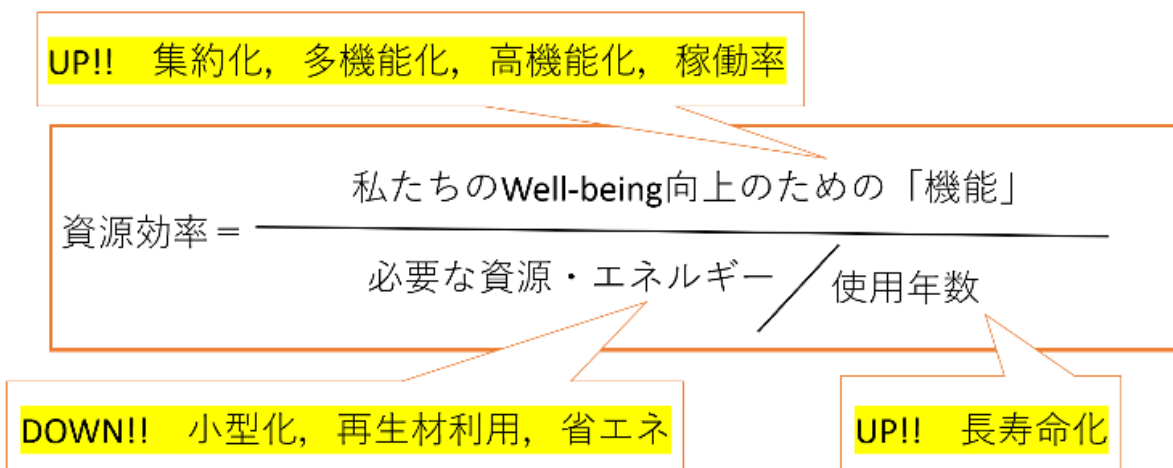 UP!! 集約化，多機能化，高機能化，稼働率
私たちのWell-being向上のための「機能」
資源効率＝
必要な資源・エネルギー／使用年数
DOWN!! 小型化，再生材利用，省エネ
UP!! 長寿命化